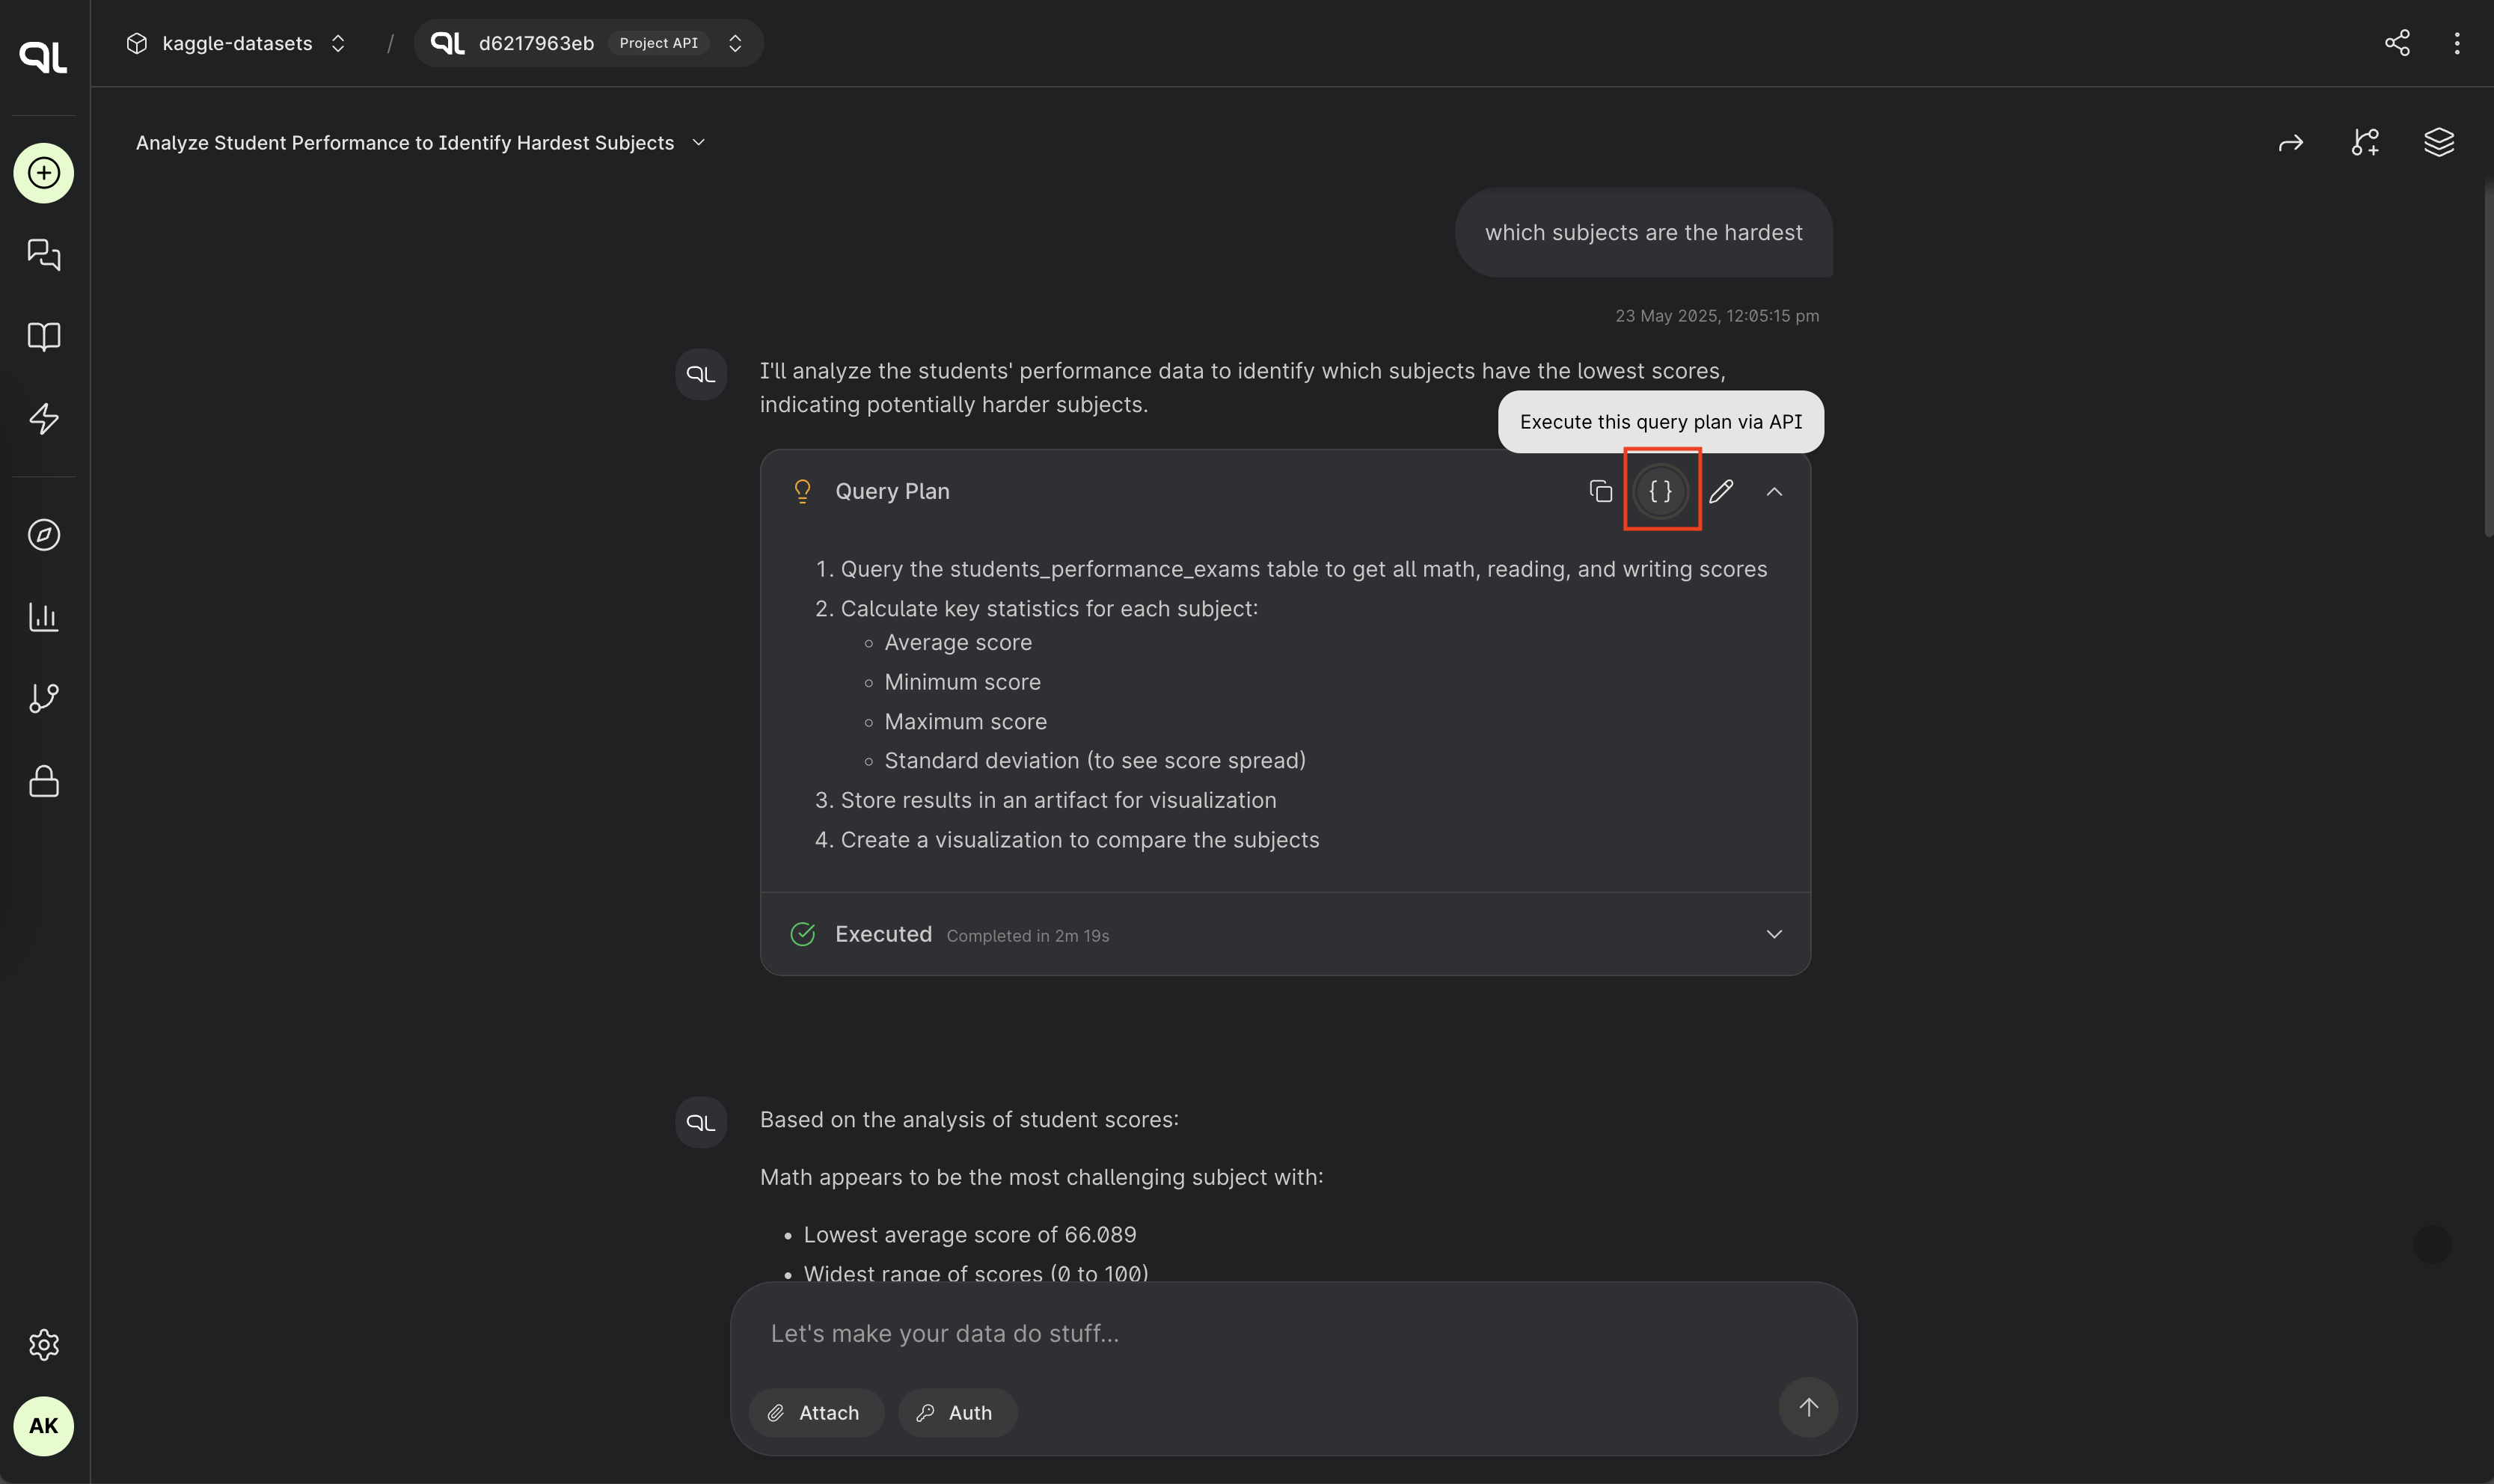 kaggle-datasets / d6217963eb Project API
Analyze Student Performance to Identify Hardest Subjects
which subjects are the hardest
23 May 2025, 12:05:15 pm
I'll analyze the students' performance data to identify which subjects have the lowest scores,
indicating potentially harder subjects.
Execute this query plan via API
Query Plan
{ }
1. Query the students_performance_exams table to get all math, reading, and writing scores
2. Calculate key statistics for each subject:
Average score
Minimum score
Maximum score
Standard deviation (to see score spread)
3. Store results in an artifact for visualization
4. Create a visualization to compare the subjects
Executed Completed in 2m 19s
Based on the analysis of student scores:
Math appears to be the most challenging subject with:
• Lowest average score of 66.089
• Widest range of scores (0 to 100)
Let's make your data do stuff...
Attach
Auth
AK